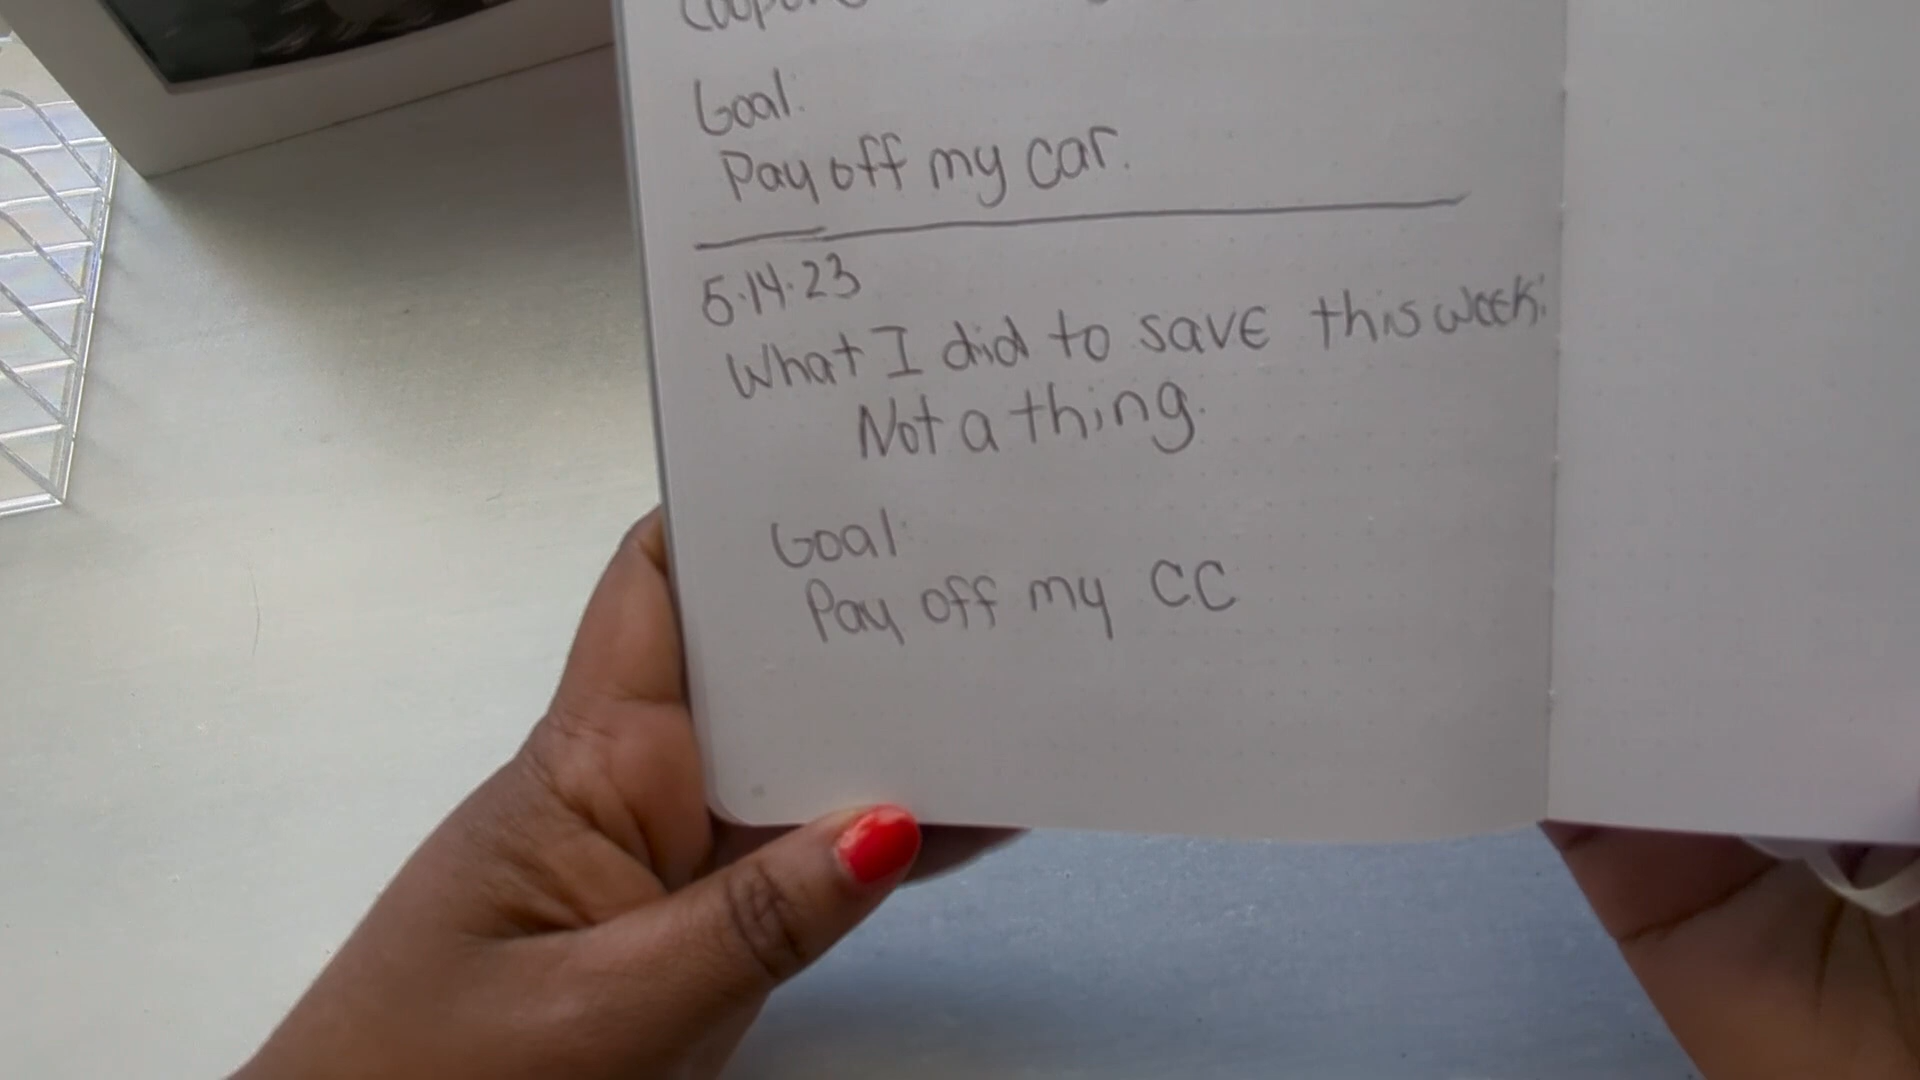 Goal:
Pay off my car.
5.14.23
What I did to save this week:
Not a thing.
Goal:
Pay off my CC